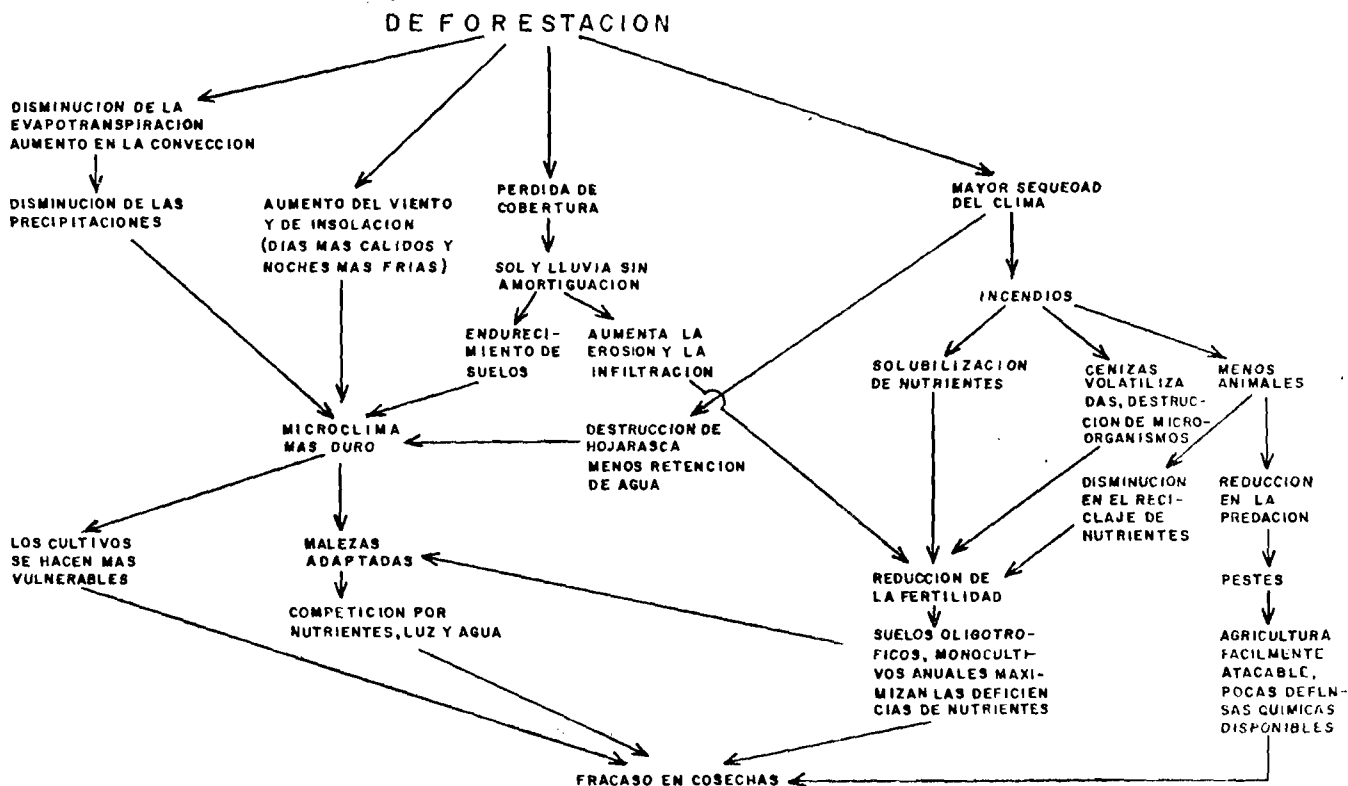 DEFORESTACION
DISMINUCION DE LA
EVAPOTRANSPIRACIÓN
AUMENTO EN LA CONVECCION
DISMINUCION DE LAS
PRECIPITACIONES
AUMENTO DEL VIENTO
Y DE INSOLACION
(DIAS MAS CALIDOS Y
NOCHES MAS FRIAS)
PERDIDA DE
COBERTURA
SOL Y LLUVIA SIN
AMORTIGUACION
ENDURECI-
MIENTO DE
SUELOS
AUMENTA LA
EROSION Y LA
INFILTRACION
MAYOR SEQUEDAD
DEL CLIMA
INCENDIOS
SOLUBILIZACION
DE NUTRIENTES
CENIZAS
VOLATILIZA
DAS, DESTRUC-
CION DE MICRO-
ORGANISMOS
MENOS
ANIMALES
MICROCLIMA
MAS DURO
DESTRUCCION DE
HOJARASCA
MENOS RETENCION
DE AGUA
DISMINUCION
EN EL RECI-
CLAJE DE
NUTRIENTES
REDUCCION
EN LA
PREDACION
LOS CULTIVOS
SE HACEN MAS
VULNERABLES
MALEZAS
ADAPTADAS
REDUCCION DE
LA FERTILIDAD
PESTES
COMPETICION POR
NUTRIENTES, LUZ Y AGUA
SUELOS OLIGOTRO-
FICOS, MONOCULTI-
VOS ANUALES MAXI-
MIZAN LAS DEFICIEN
CIAS DE NUTRIENTES
AGRICULTURA
FACILMENTE
ATACABLE,
POCAS DEFEN-
SAS QUIMICAS
DISPONIBLES
FRACASO EN COSECHAS